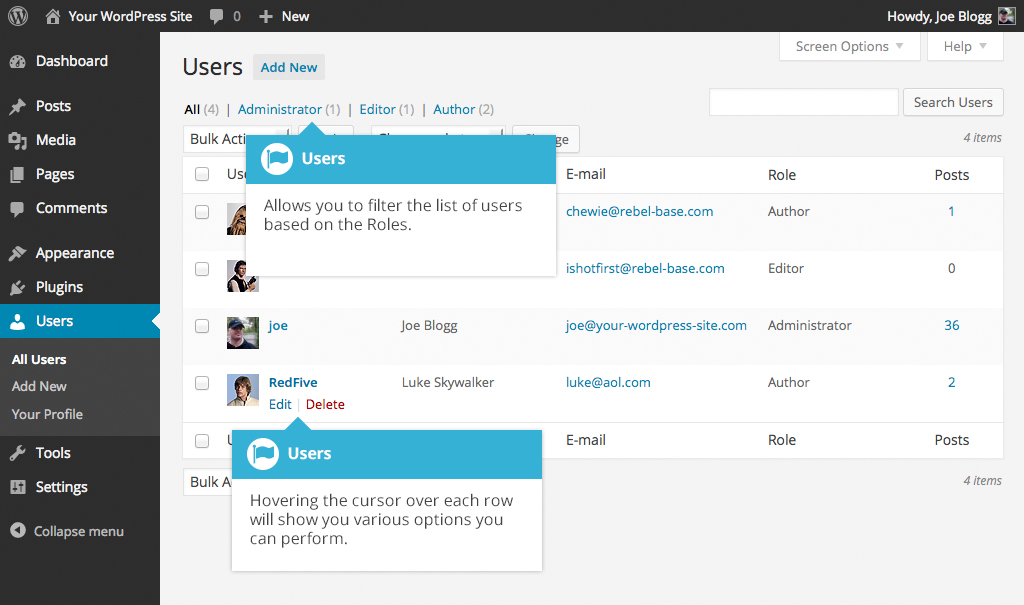 Your WordPress Site 0 + New Howdy, Joe Blogg
Screen Options Help
Dashboard
Posts
Media
Pages
Comments
Appearance
Plugins
Users
All Users
Add New
Your Profile
Tools
Settings
Collapse menu
Users Add New
All (4) | Administrator (1) | Editor (1) | Author (2)
Search Users
Bulk Acti
4 items
E-mail Role Posts
Users
Allows you to filter the list of users
based on the Roles.
chewie@rebel-base.com Author 1
ishotfirst@rebel-base.com Editor 0
joe Joe Blogg joe@your-wordpress-site.com Administrator 36
RedFive Luke Skywalker luke@aol.com Author 2
Edit | Delete
E-mail Role Posts
Bulk A
4 items
Users
Hovering the cursor over each row
will show you various options you
can perform.